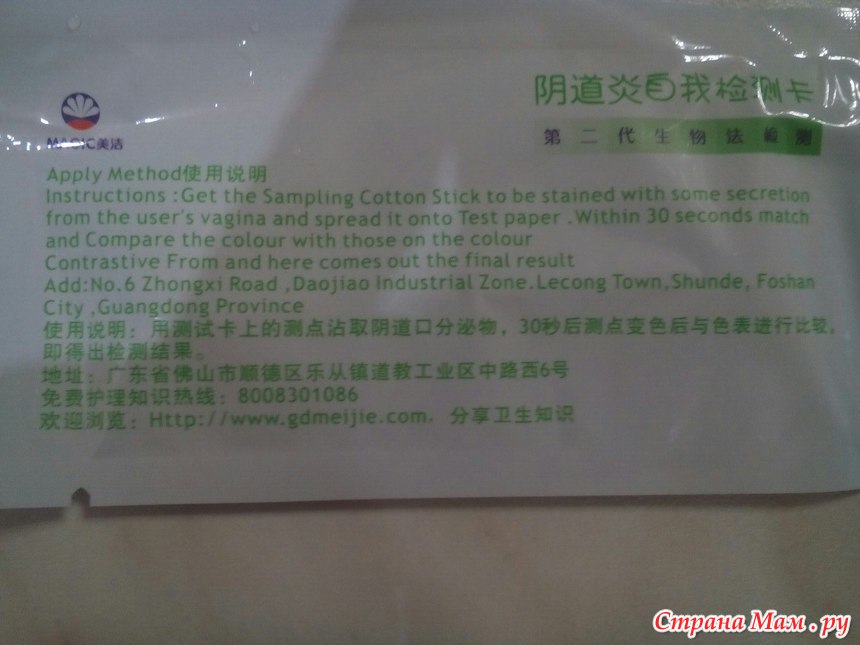 阴道炎自我检测卡
MAGIC美洁
第二代生物法检测
Apply Method使用说明
Instructions :Get the Sampling Cotton Stick to be stained with some secretion
from the user's vagina and spread it onto Test paper .Within 30 seconds match
and Compare the colour with those on the colour
Contrastive From and here comes out the final result
Add:No.6 Zhongxi Road ,Daojiao Industrial Zone.Lecong Town,Shunde, Foshan
City ,Guangdong Province
使用说明：用测试卡上的测点沾取阴道口分泌物，30秒后测点变色后与色表进行比较，
即得出检测结果。
地址：广东省佛山市顺德区乐从镇道教工业区中路西6号
免费护理知识热线：8008301086
欢迎浏览：Http://www.gdmeijie.com. 分享卫生知识
Страна Мам.ру